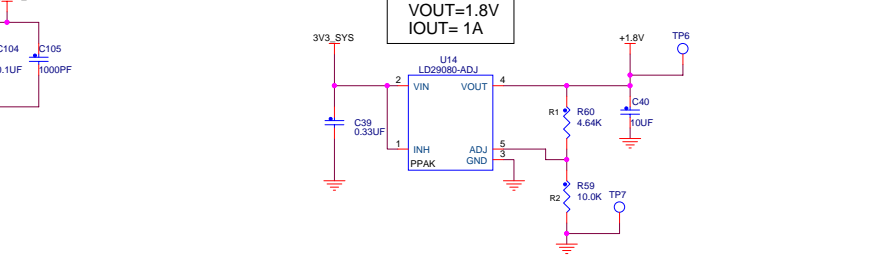 VOUT=1.8V
IOUT= 1A
C104
0.1UF
C105
1000PF
3V3_SYS
C39
0.33UF
U14
LD29080-ADJ
2
VIN
VOUT
4
1
INH
ADJ
5
GND
3
PPAK
R1
R60
4.64K
R2
R59
10.0K
+1.8V
TP6
C40
10UF
TP7